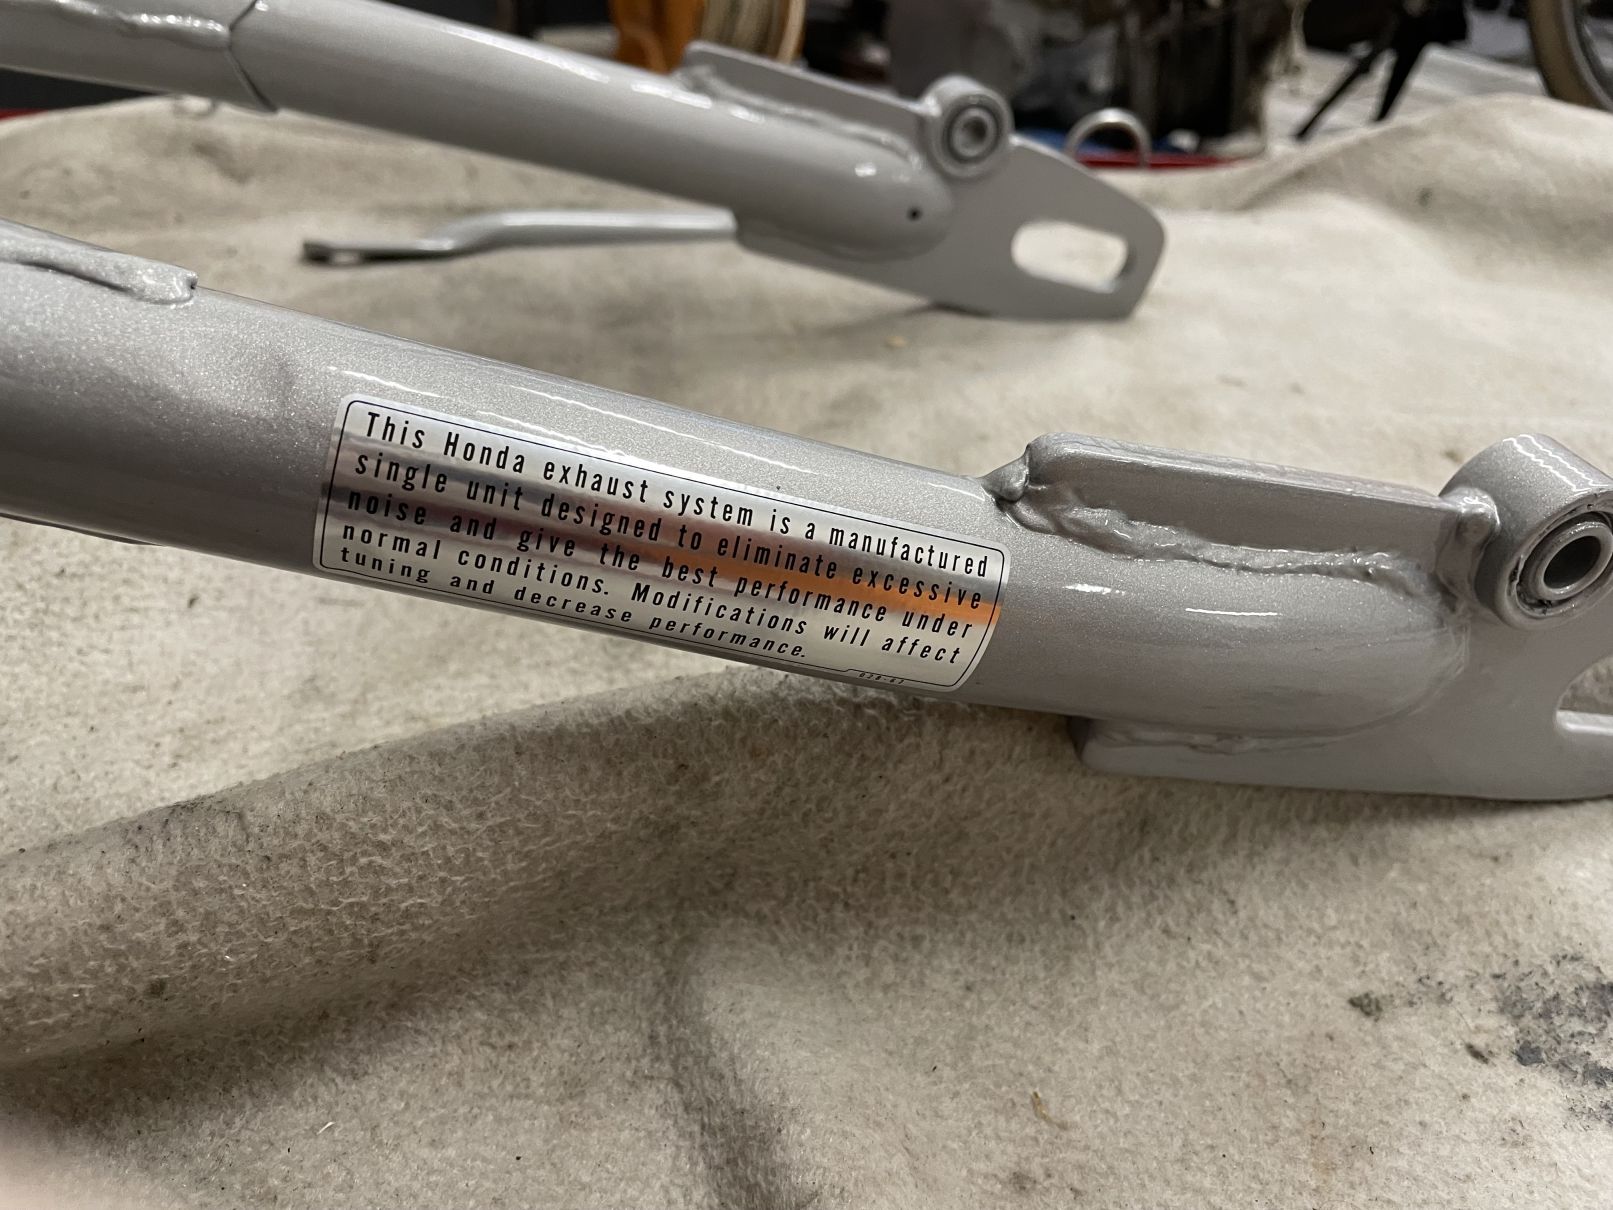 This Honda exhaust system is a manufactured
single unit designed to eliminate excessive
noise and give the best performance under
normal conditions. Modifications will affect
tuning and decrease performance.